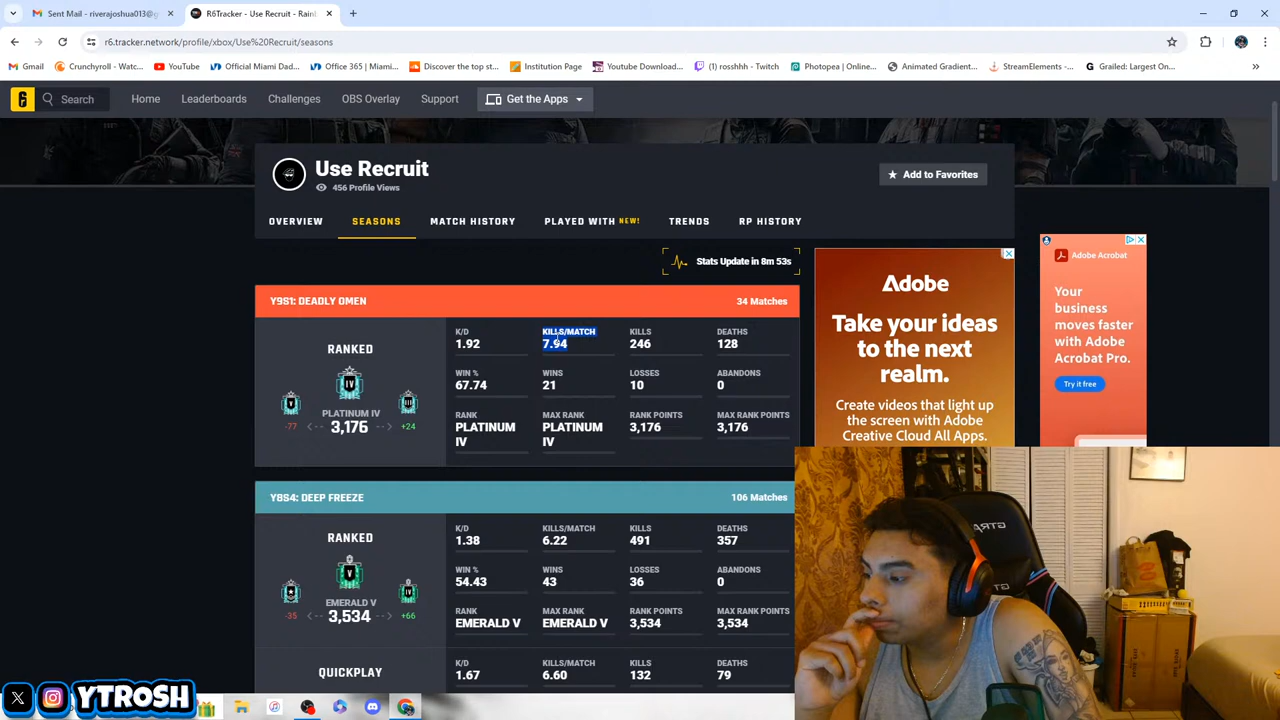 Sent Mail - riverajoshua013@g
R6Tracker - Use Recruit - Rain
r6.tracker.network/profile/xbox/Use%20Recruit/seasons
Gmail
Crunchyroll - Watc...
YouTube
Official Miami Dad...
Office 365 | Miami...
Discover the top st...
Institution Page
Youtube Download...
(1) rosshhh - Twitch
Photopea | Online...
Animated Gradient...
StreamElements -...
Grailed: Largest On...
Search
Home
Leaderboards
Challenges
OBS Overlay
Support
Get the Apps
Use Recruit
456 Profile Views
Add to Favorites
OVERVIEW
SEASONS
MATCH HISTORY
PLAYED WITH NEW!
TRENDS
RP HISTORY
Stats Update in 8m 53s
Y9S1: DEADLY OMEN
34 Matches
RANKED
PLATINUM IV
3,176
-77
+24
K/D
1.92
KILLS/MATCH
7.94
KILLS
246
DEATHS
128
WIN %
67.74
WINS
21
LOSSES
10
ABANDONS
0
RANK
PLATINUM
IV
MAX RANK
PLATINUM
IV
RANK POINTS
3,176
MAX RANK POINTS
3,176
Y8S4: DEEP FREEZE
106 Matches
RANKED
EMERALD V
3,534
-35
+66
K/D
1.38
KILLS/MATCH
6.22
KILLS
491
DEATHS
357
WIN %
54.43
WINS
43
LOSSES
36
ABANDONS
0
RANK
EMERALD V
MAX RANK
EMERALD V
RANK POINTS
3,534
MAX RANK POINTS
3,534
QUICKPLAY
K/D
1.67
KILLS/MATCH
6.60
KILLS
132
DEATHS
79
Adobe
Take your ideas
to the next
realm.
Create videos that light up
the screen with Adobe
Creative Cloud All Apps.
Adobe Acrobat
Your
business
moves faster
with Adobe
Acrobat Pro.
Try it free
YTROSH